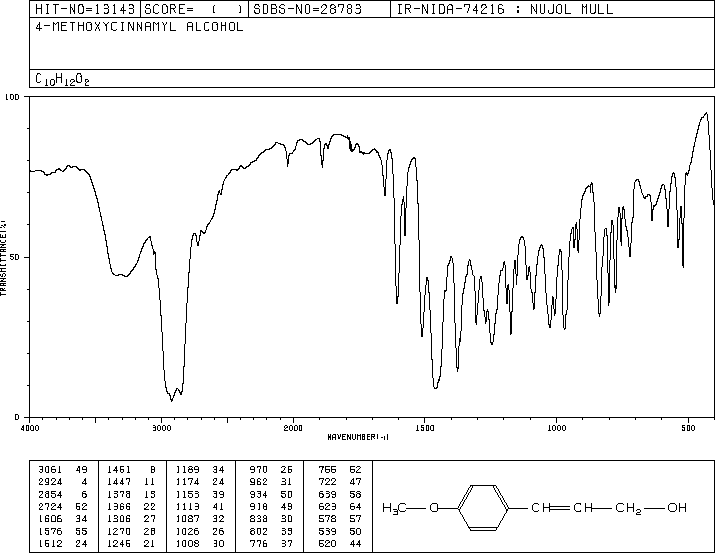 HIT-NO=13143 SCORE= ( ) SDBS-NO=28783 IR-NIDA-74216 : NUJOL MULL
4-METHOXYCINNAMYL ALCOHOL
C10H12O2
100
50
0
TRANSMITTANCE(%)
4000 3000 2000 1500 1000 500
WAVENUMBER(-1)
3061 49 1461 8 1189 34 970 26 766 62
2924 4 1447 11 1174 24 962 31 722 47
2854 6 1378 13 1153 39 934 50 639 58
2724 52 1366 22 1113 41 918 49 623 64
1606 34 1306 27 1087 32 838 30 578 57
1576 55 1270 28 1026 26 802 33 539 50
1512 24 1246 21 1008 30 776 37 520 44
H3C O CH CH CH2 OH